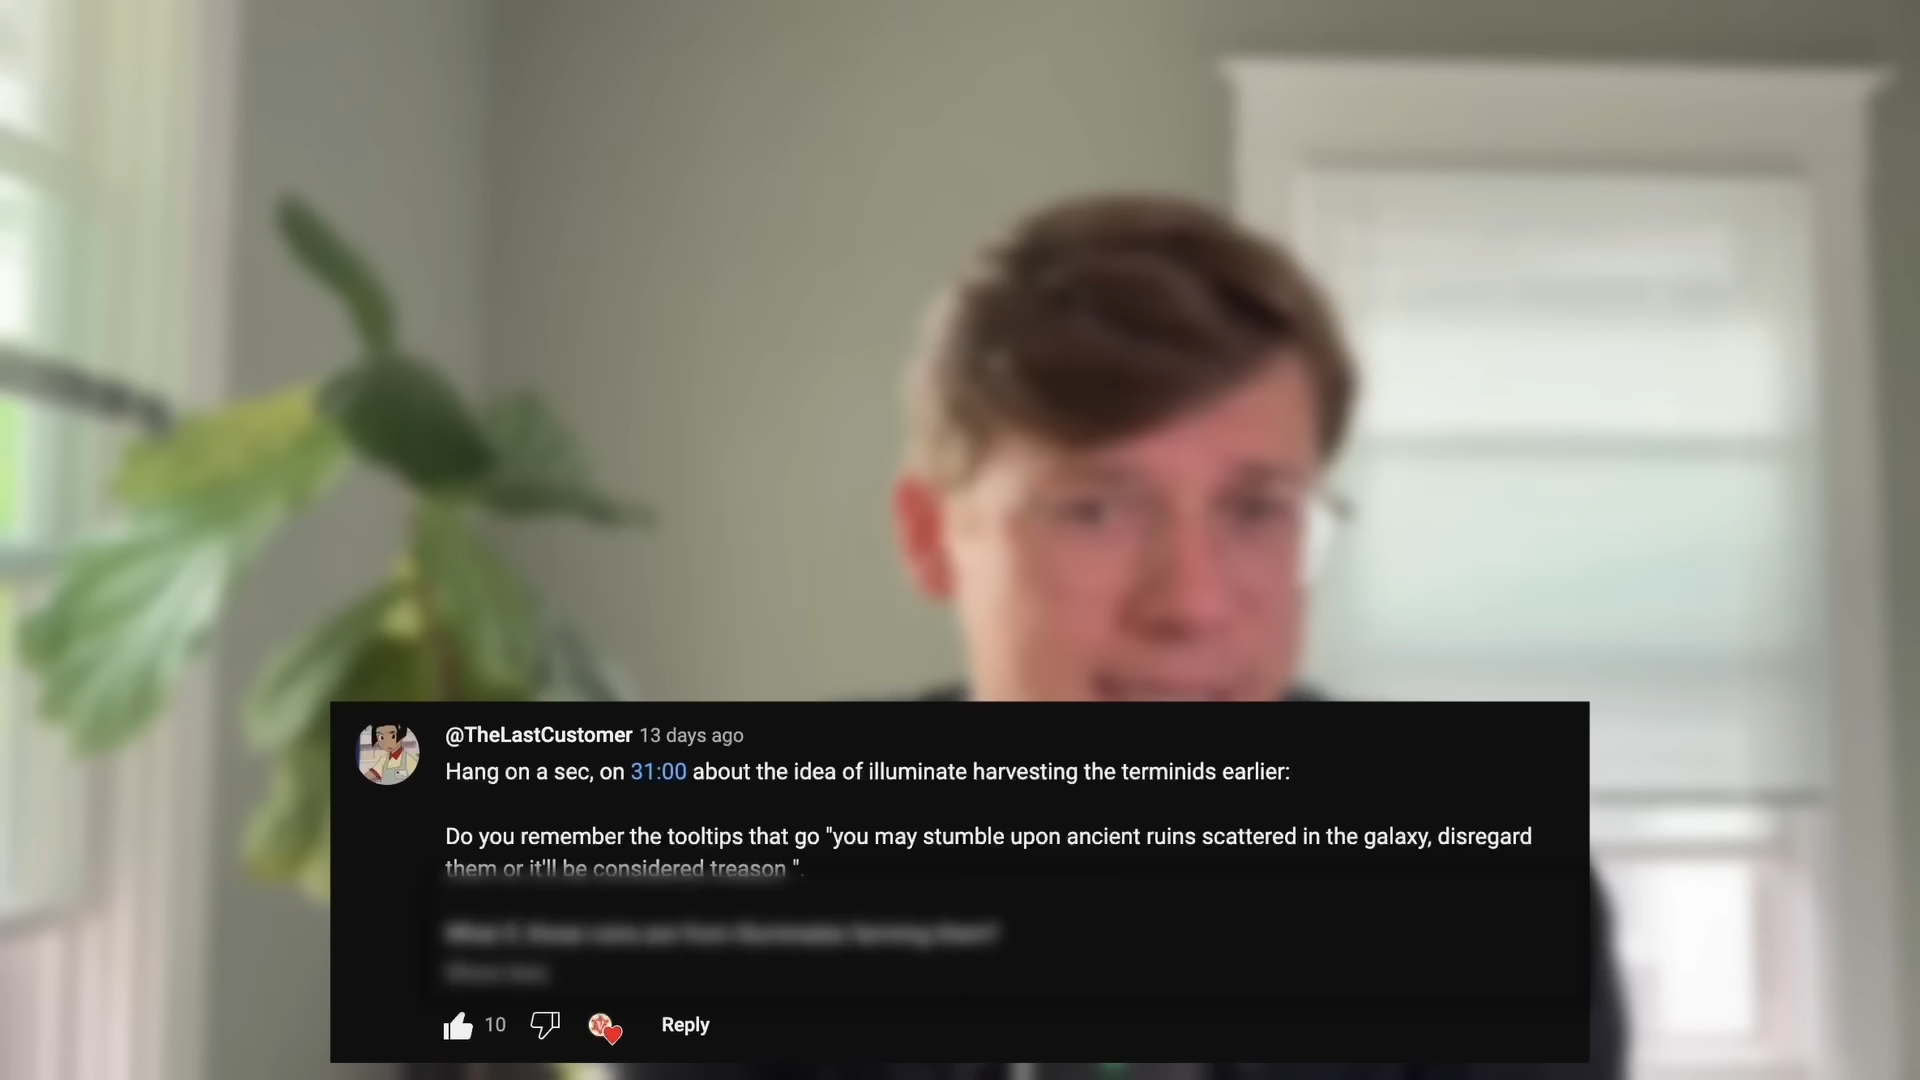 @TheLastCustomer 13 days ago
Hang on a sec, on 31:00 about the idea of illuminate harvesting the terminids earlier:
Do you remember the tooltips that go "you may stumble upon ancient ruins scattered in the galaxy, disregard
them or it'll be considered treason ".
10
Reply